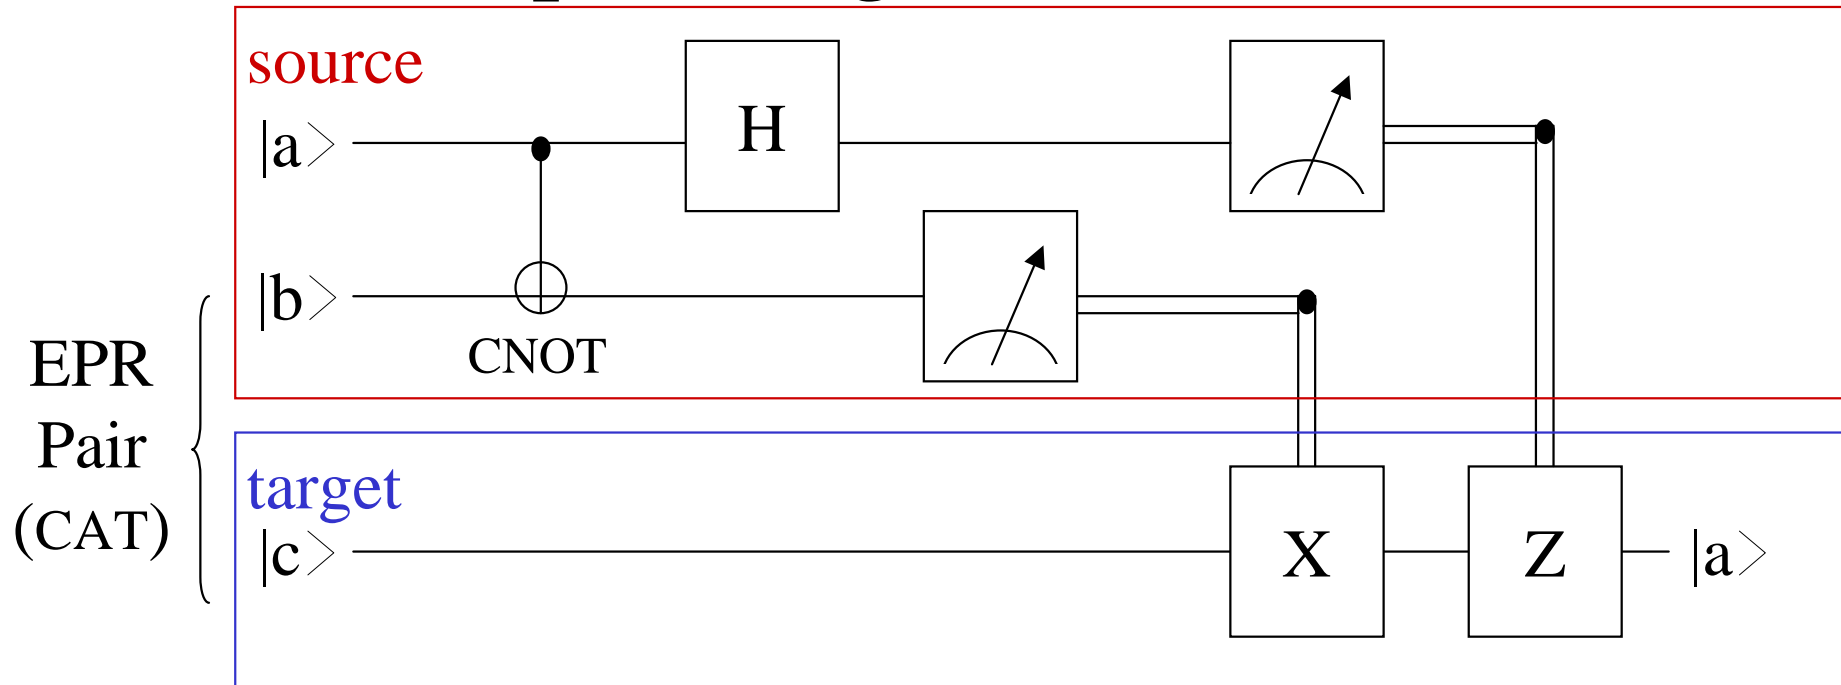 source
|a>
H
|b>
CNOT
EPR
Pair
(CAT)
target
|c>
X
Z
|a>